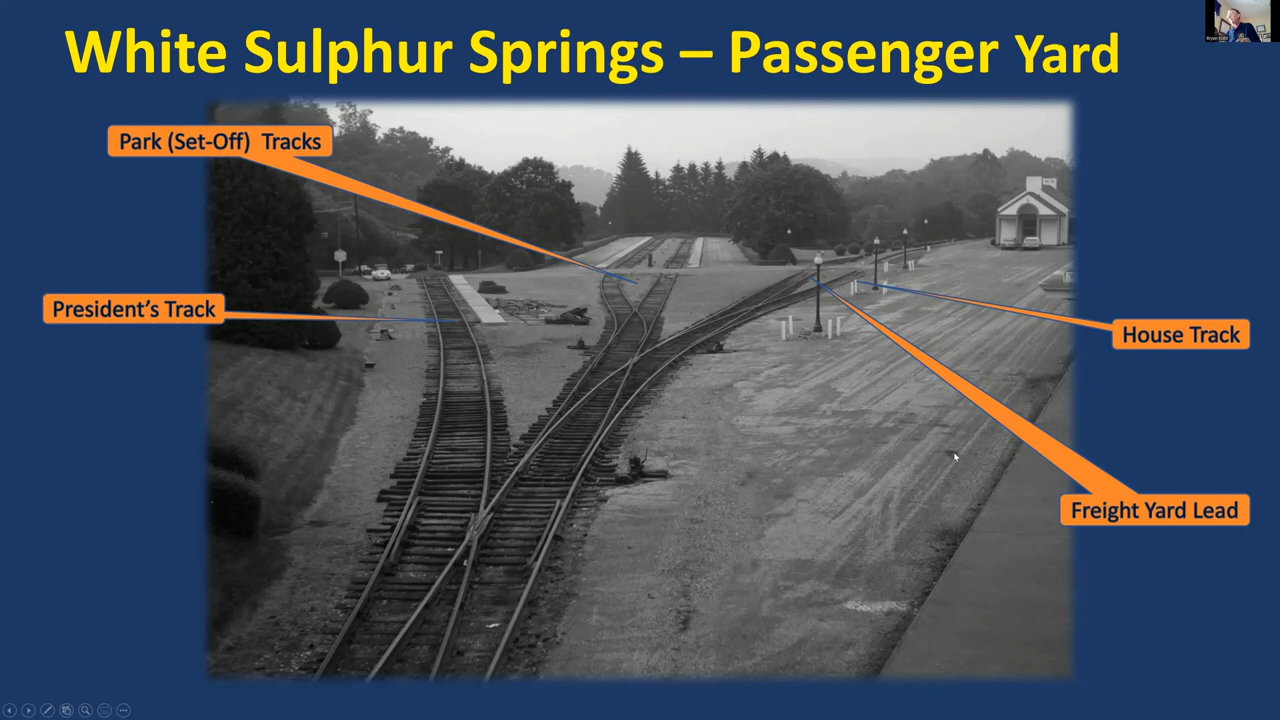 White Sulphur Springs – Passenger Yard
Park (Set-Off) Tracks
President's Track
House Track
Freight Yard Lead